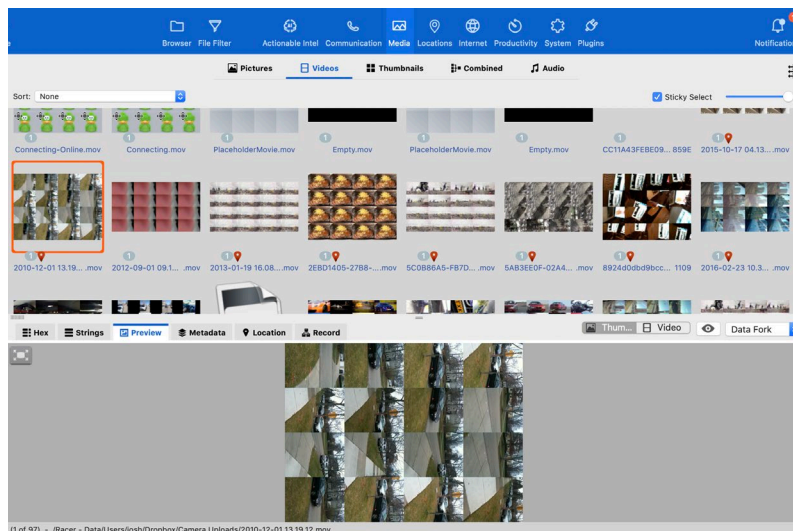 Browser File Filter Actionable Intel Communication Media Locations Internet Productivity System Plugins Notification
Pictures Videos Thumbnails Combined Audio
Sort: None Sticky Select
1 1 1 1 1 1 1 1
Connecting-Online.mov Connecting.mov PlaceholderMovie.mov Empty.mov PlaceholderMovie.mov Empty.mov CC11A43FEBE09... 859E 2015-10-17 04.13... .mov
1 1 1 1 1 1 1 1
2010-12-01 13.19... .mov 2012-09-01 09.1... .mov 2013-01-19 16.08... .mov 2EBD1405-27B8-... .mov 5C0B86A5-FB7D... .mov 5AB3EE0F-02A4... .mov 8924d0dbd9bcc... 1109 2016-02-23 10.3... .mov
Hex Strings Preview Metadata Location Record Thum... Video Data Fork
(1 of 97) - /Racer - Data/Users/josh/Dropbox/Camera Uploads/2010-12-01 13.19.12.mov